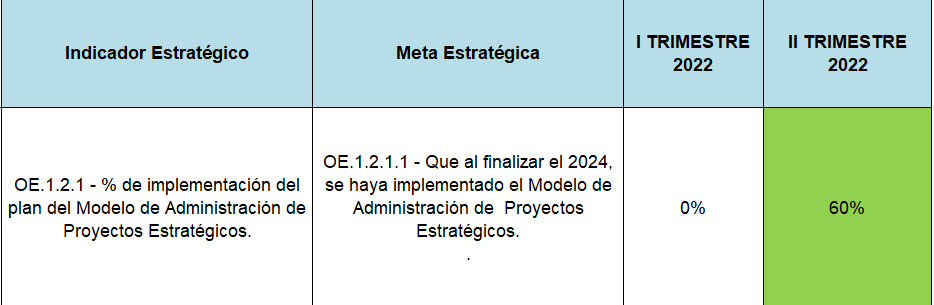 Indicador Estratégico
Meta Estratégica
I TRIMESTRE
2022
II TRIMESTRE
2022
OE.1.2.1 - % de implementación del
plan del Modelo de Administración de
Proyectos Estratégicos.
OE.1.2.1.1 - Que al finalizar el 2024,
se haya implementado el Modelo de
Administración de  Proyectos
Estratégicos.
.
0%
60%